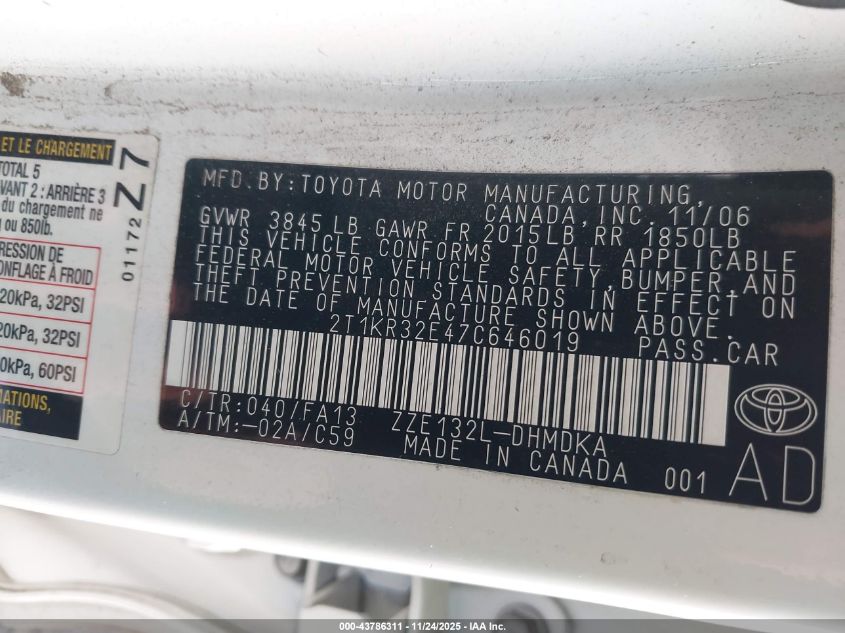 ET LE CHARGEMENT
TOTAL 5
VANT 2 : ARRIÈRE 3
du chargement ne
ou 850lb.
RESSION DE
ONFLAGE À FROID
20kPa, 32PSI
20kPa, 32PSI
0kPa, 60PSI
MATIONS,
AIRE
01172 Z7
MFD.BY:TOYOTA MOTOR MANUFACTURING,
CANADA,INC. 11/06
GVWR 3845 LB GAWR FR 2015LB RR 1850LB
THIS VEHICLE CONFORMS TO ALL APPLICABLE
FEDERAL MOTOR VEHICLE SAFETY,BUMPER,AND
THEFT PREVENTION STANDARDS IN EFFECT ON
THE DATE OF MANUFACTURE SHOWN ABOVE.
2T1KR32E47C646019 PASS.CAR
C/TR:040/FA13 ZZE132L-DHMDKA
A/TM:-02A/C59 MADE IN CANADA 001 AD
TOYOTA
000-43786311 - 11/24/2025 - IAA Inc.